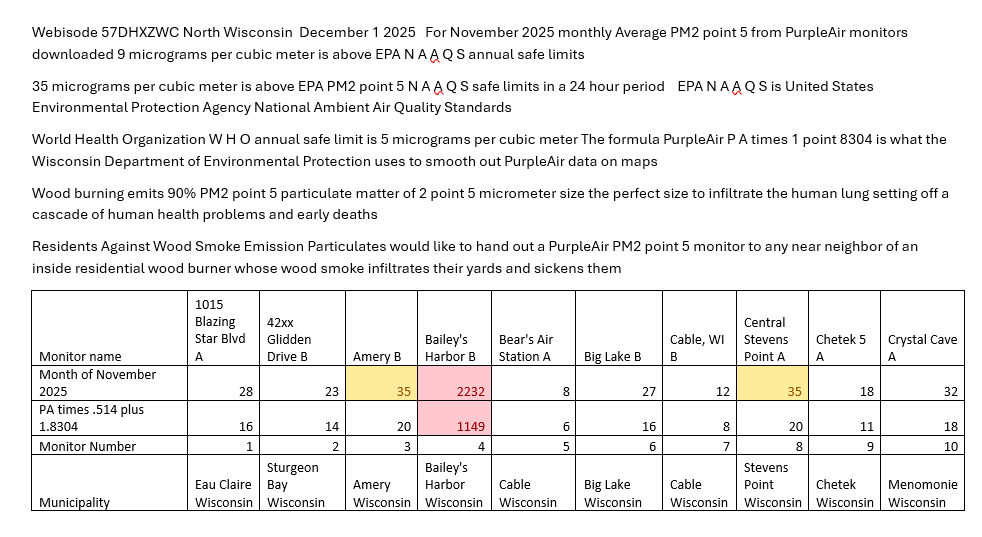 Webisode 57DHXZWC North Wisconsin  December 1 2025   For November 2025 monthly Average PM2 point 5 from PurpleAir monitors
downloaded 9 micrograms per cubic meter is above EPA N A A Q S annual safe limits
35 micrograms per cubic meter is above EPA PM2 point 5 N A A Q S safe limits in a 24 hour period   EPA N A A Q S is United States
Environmental Protection Agency National Ambient Air Quality Standards
World Health Organization W H O annual safe limit is 5 micrograms per cubic meter The formula PurpleAir P A times 1 point 8304 is what the
Wisconsin Department of Environmental Protection uses to smooth out PurpleAir data on maps
Wood burning emits 90% PM2 point 5 particulate matter of 2 point 5 micrometer size the perfect size to infiltrate the human lung setting off a
cascade of human health problems and early deaths
Residents Against Wood Smoke Emission Particulates would like to hand out a PurpleAir PM2 point 5 monitor to any near neighbor of an
inside residential wood burner whose wood smoke infiltrates their yards and sickens them
Monitor name 1015 Blazing Star Blvd A 42xx Glidden Drive B Amery B Bailey's Harbor B Bear's Air Station A Big Lake B Cable, WI B Central Stevens Point A Chetek 5 A Crystal Cave A
Month of November 2025 28 23 35 2232 8 27 12 35 18 32
PA times .514 plus 1.8304 16 14 20 1149 6 16 8 20 11 18
Monitor Number 1 2 3 4 5 6 7 8 9 10
Municipality Eau Claire Wisconsin Sturgeon Bay Wisconsin Amery Wisconsin Bailey's Harbor Wisconsin Cable Wisconsin Big Lake Wisconsin Cable Wisconsin Stevens Point Wisconsin Chetek Wisconsin Menomonie Wisconsin